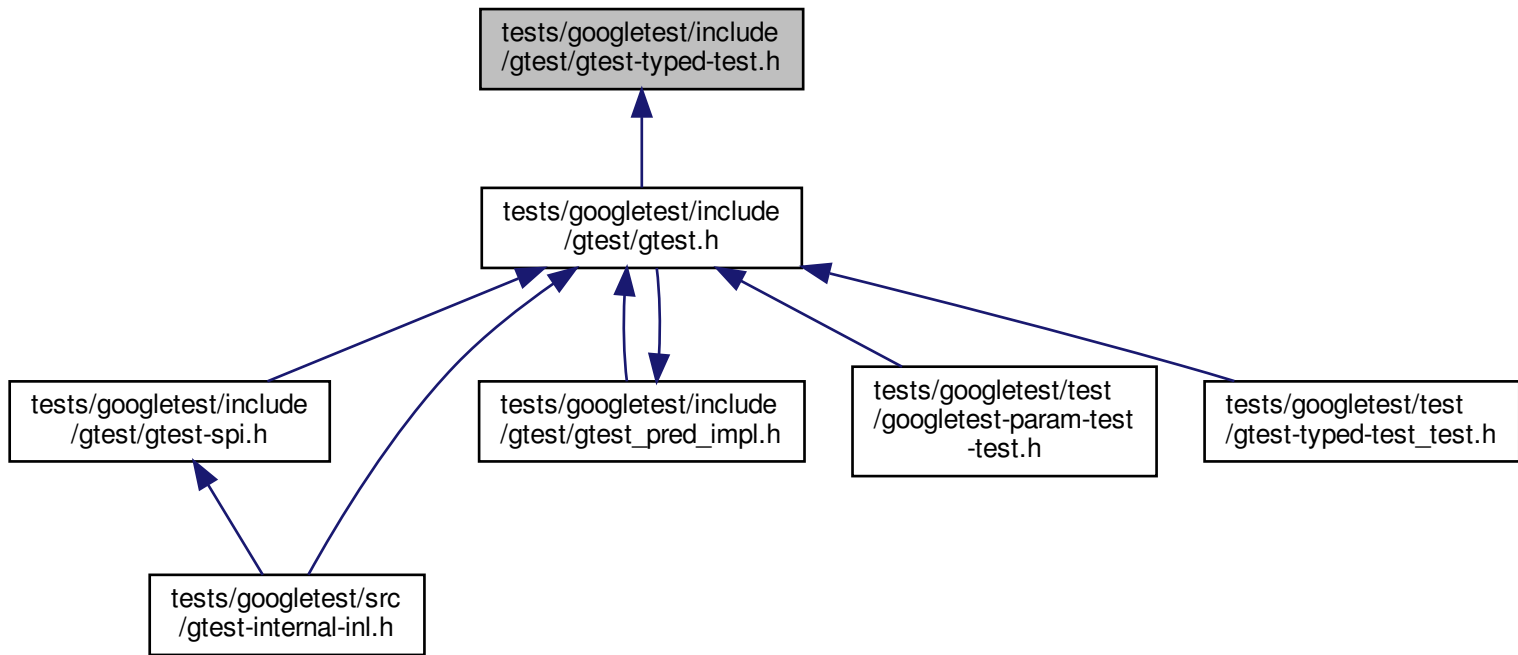 tests/googletest/include
/gtest/gtest-typed-test.h
tests/googletest/include
/gtest/gtest.h
tests/googletest/include
/gtest/gtest-spi.h
tests/googletest/include
/gtest/gtest_pred_impl.h
tests/googletest/test
/googletest-param-test
-test.h
tests/googletest/test
/gtest-typed-test_test.h
tests/googletest/src
/gtest-internal-inl.h